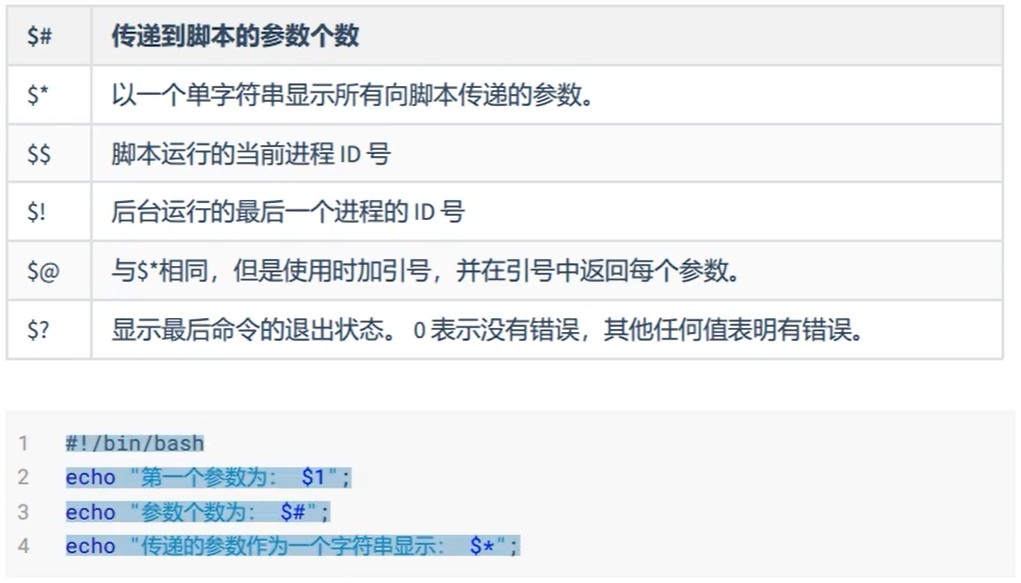 $# 传递到脚本的参数个数
$* 以一个单字符串显示所有向脚本传递的参数。
$$ 脚本运行的当前进程 ID 号
$! 后台运行的最后一个进程的 ID 号
$@ 与$*相同，但是使用时加引号，并在引号中返回每个参数。
$? 显示最后命令的退出状态。 0 表示没有错误，其他任何值表明有错误。
1 #!/bin/bash
2 echo "第一个参数为： $1";
3 echo "参数个数为： $#";
4 echo "传递的参数作为一个字符串显示： $*";